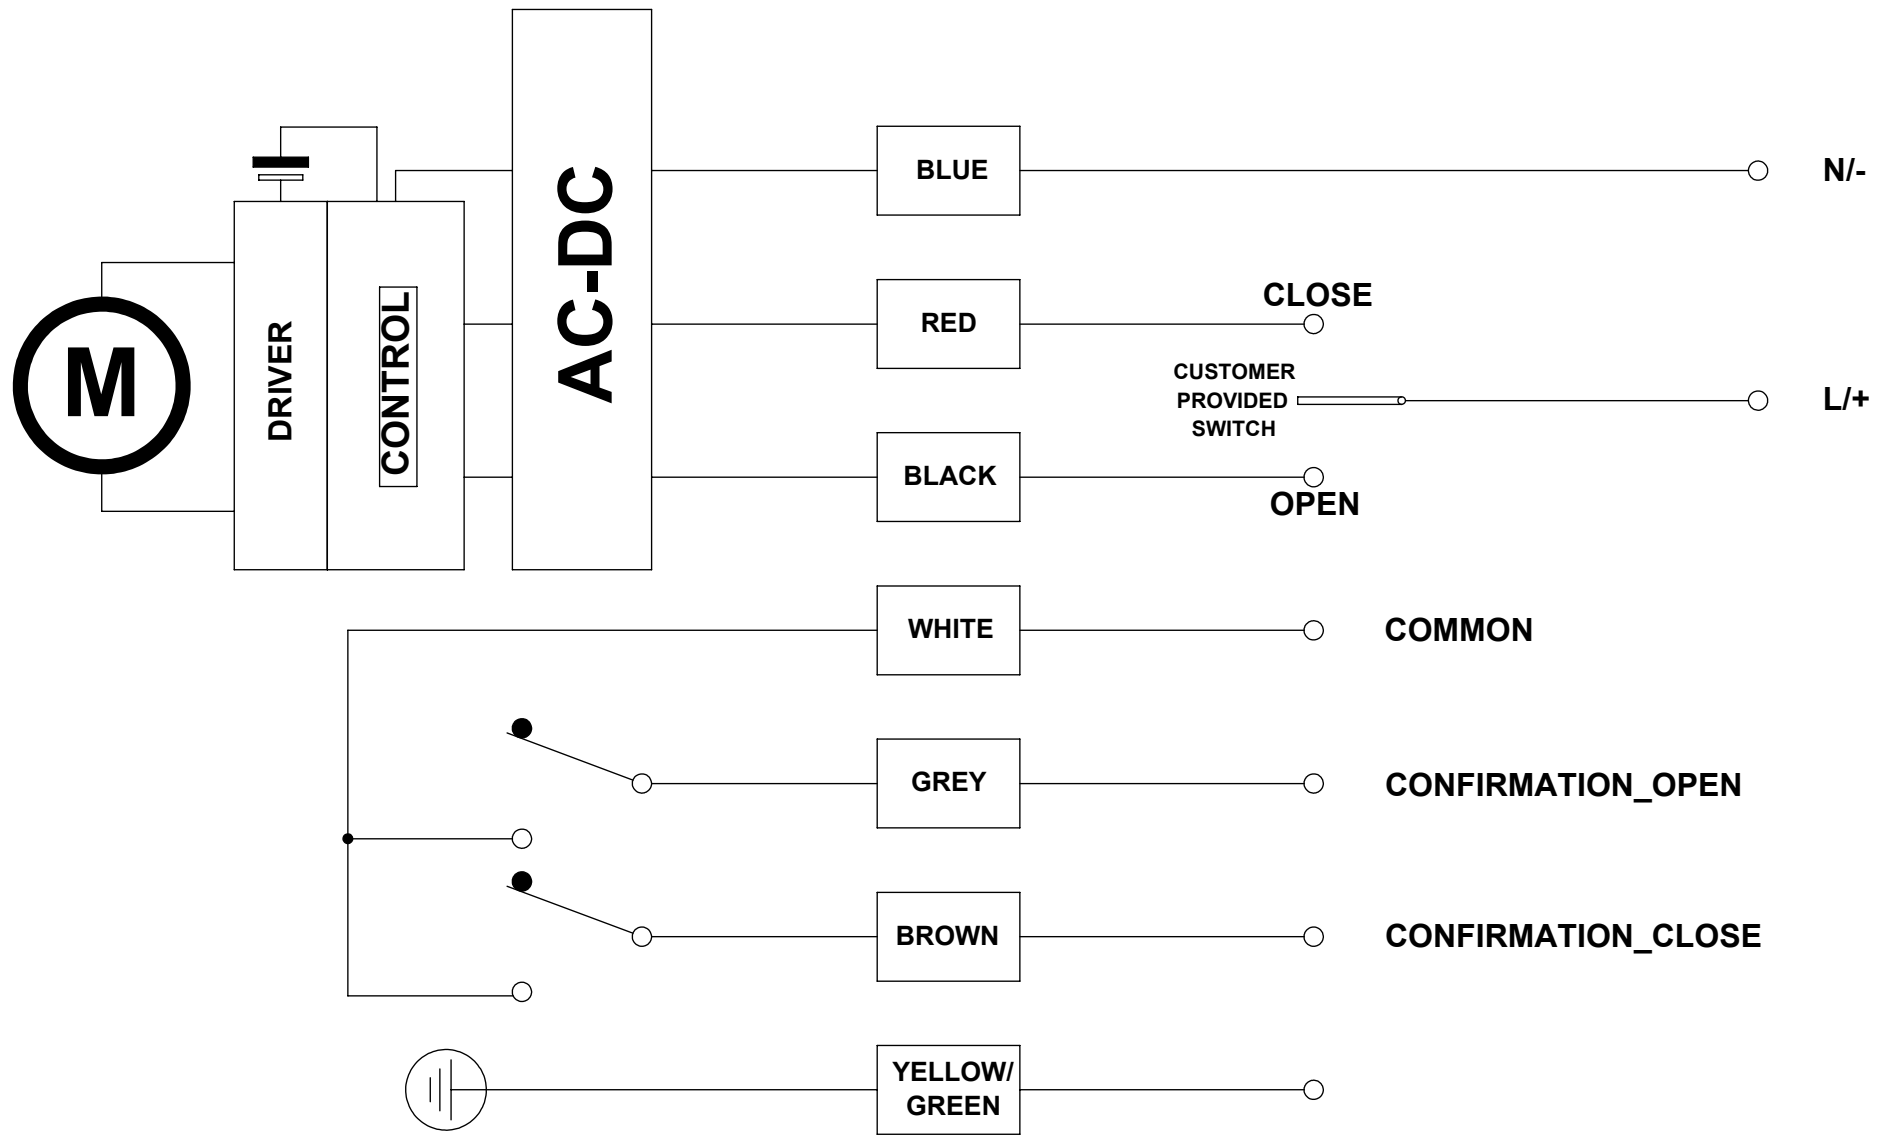 M
DRIVER
CONTROL
AC-DC
BLUE
N/-
RED
CLOSE
CUSTOMER
PROVIDED
SWITCH
L/+
BLACK
OPEN
WHITE
COMMON
GREY
CONFIRMATION_OPEN
BROWN
CONFIRMATION_CLOSE
YELLOW/
GREEN